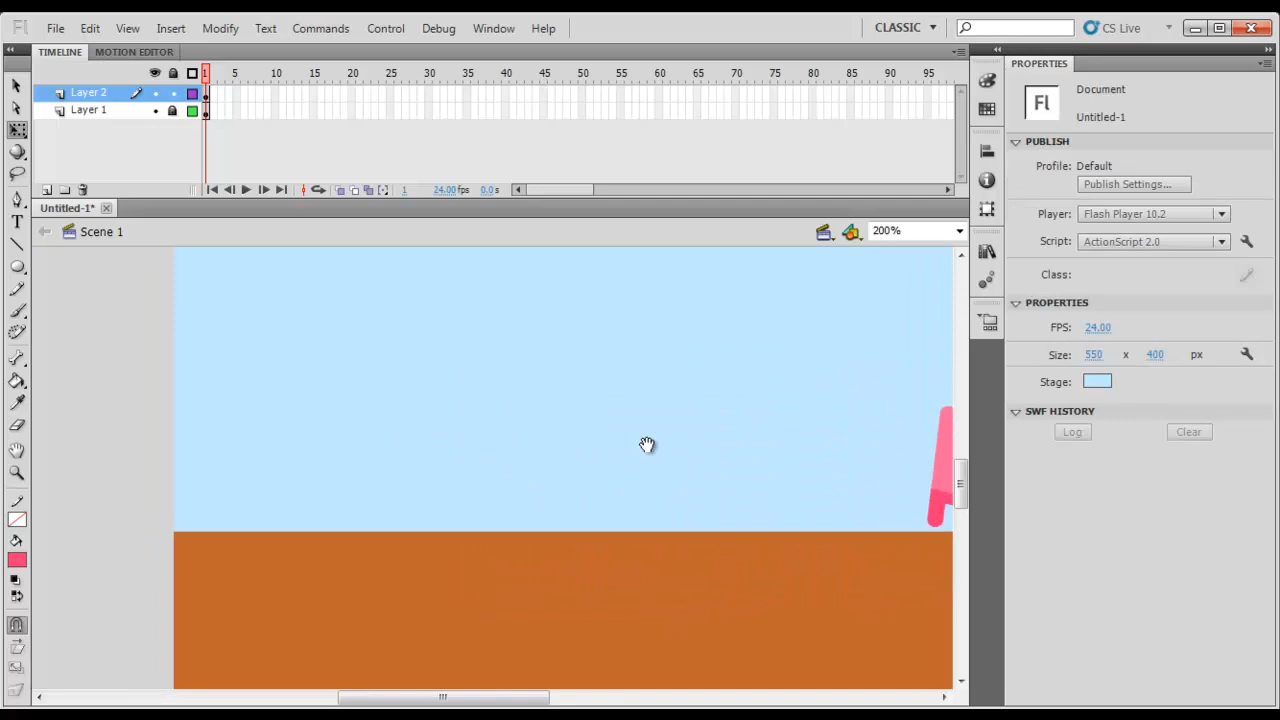 Fl File Edit View Insert Modify Text Commands Control Debug Window Help CLASSIC CS Live
TIMELINE MOTION EDITOR
1 5 10 15 20 25 30 35 40 45 50 55 60 65 70 75 80 85 90 95
Layer 2
Layer 1
1 24.00 fps 0.0 s
Untitled-1*
Scene 1 200%
PROPERTIES
Fl Document
Untitled-1
PUBLISH
Profile: Default
Publish Settings...
Player: Flash Player 10.2
Script: ActionScript 2.0
Class:
PROPERTIES
FPS: 24.00
Size: 550 x 400 px
Stage:
SWF HISTORY
Log Clear